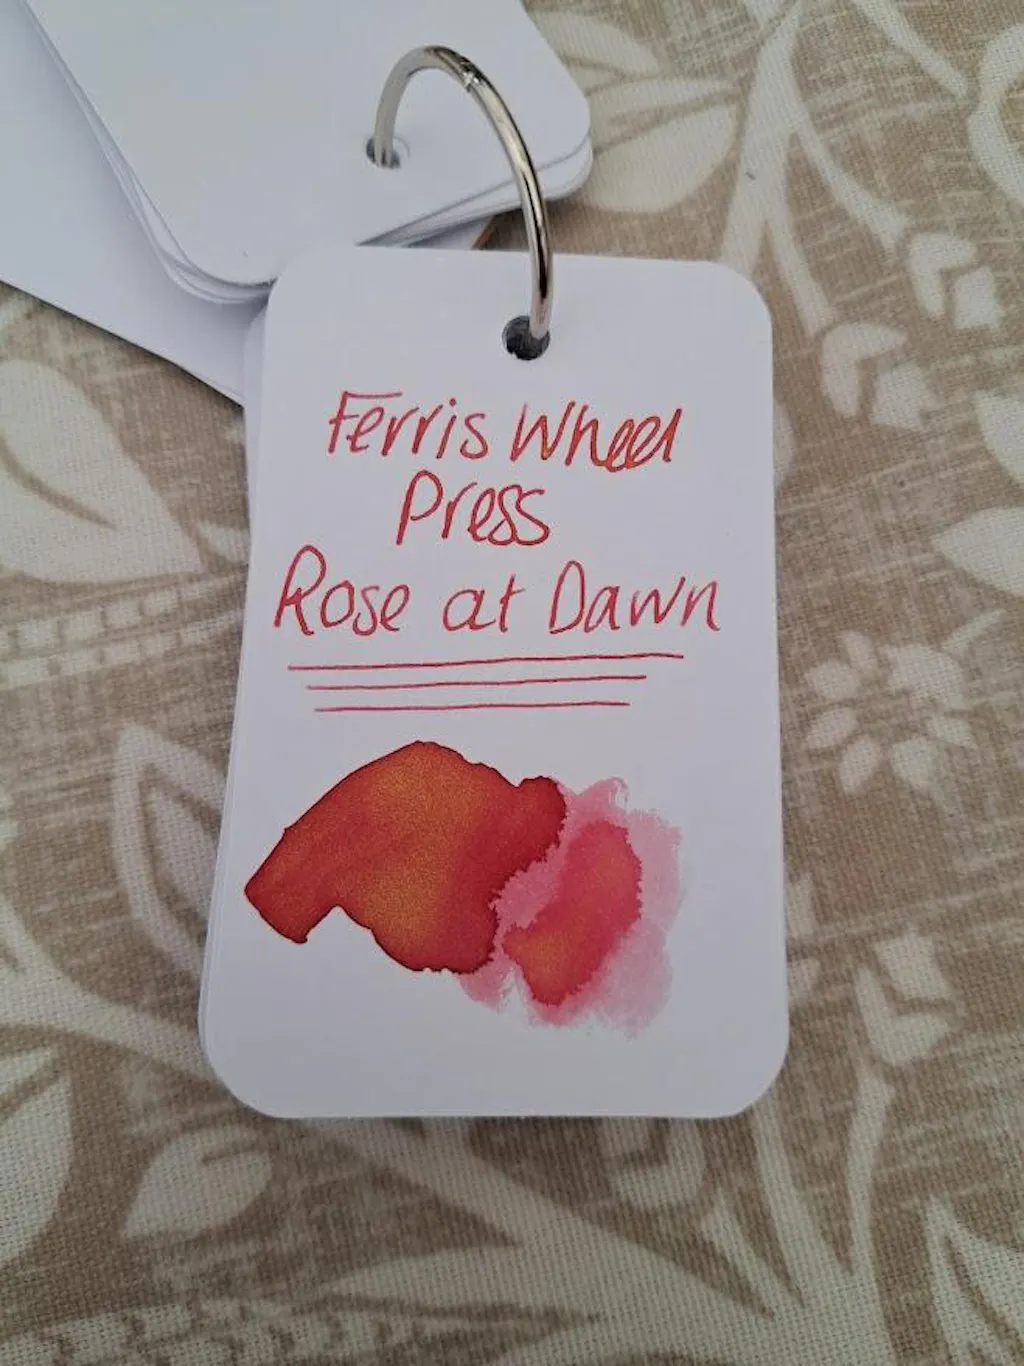 Ferris Wheel
Press
Rose at Dawn